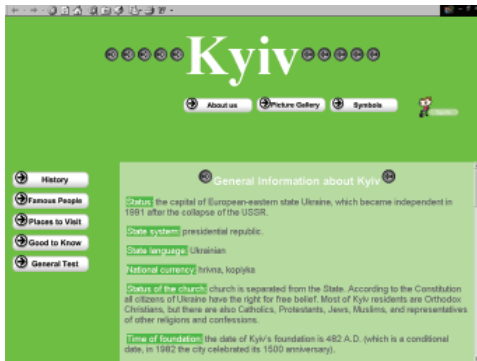 Kyiv
About us
Picture Gallery
Symbols
History
Famous People
Places to Visit
Good to Know
General Test
General Information about Kyiv
Status: the capital of European-eastern state Ukraine, which became independent in
1991 after the collapse of the USSR.
State system: presidential republic.
State language: Ukrainian
National currency: hrivna, kopiyka
Status of the church: church is separated from the State. According to the Constitution
all citizens of Ukraine have the right for free belief. Most of Kyiv residents are Orthodox
Christians, but there are also Catholics, Protestants, Jews, Muslims, and representatives
of other religions and confessions.
Time of foundation: the date of Kyiv's foundation is 482 A.D. (which is a conditional
date, in 1982 the city celebrated its 1500 anniversary).